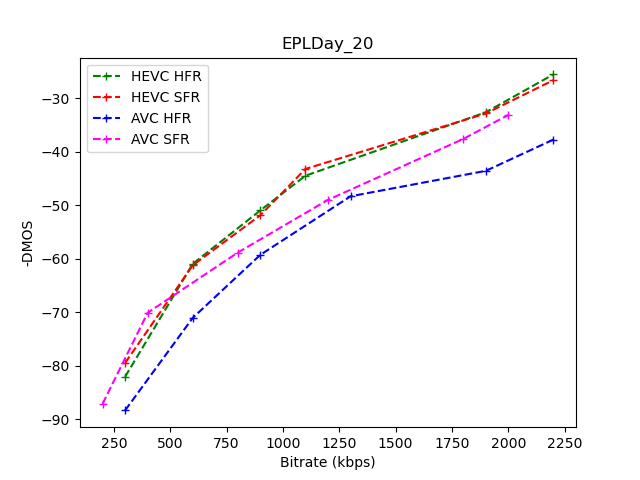 EPLDay_20
HEVC HFR
HEVC SFR
AVC HFR
AVC SFR
-DMOS
−30
−40
−50
−60
−70
−80
−90
250 500 750 1000 1250 1500 1750 2000 2250
Bitrate (kbps)